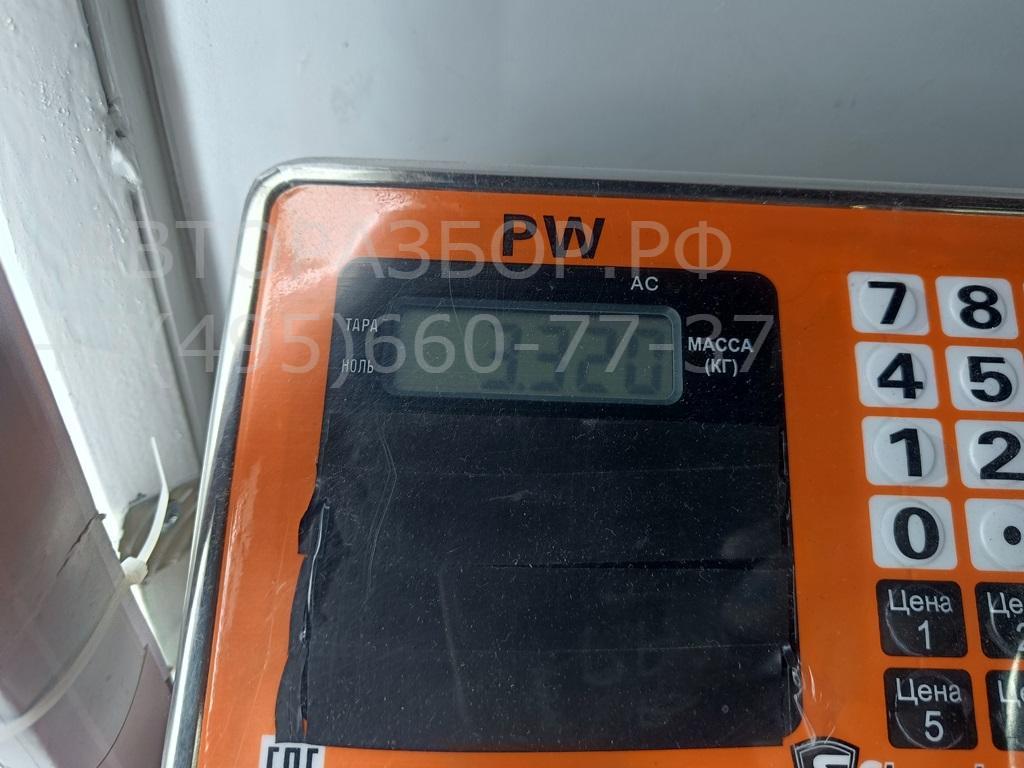 PW
ВТОРАЗБОР.РФ
АС
(495)660-77-37
ТАРА
НОЛЬ
МАССА
(КГ)
7 8
4 5
1 2
0 .
Цена
1
Цена
5